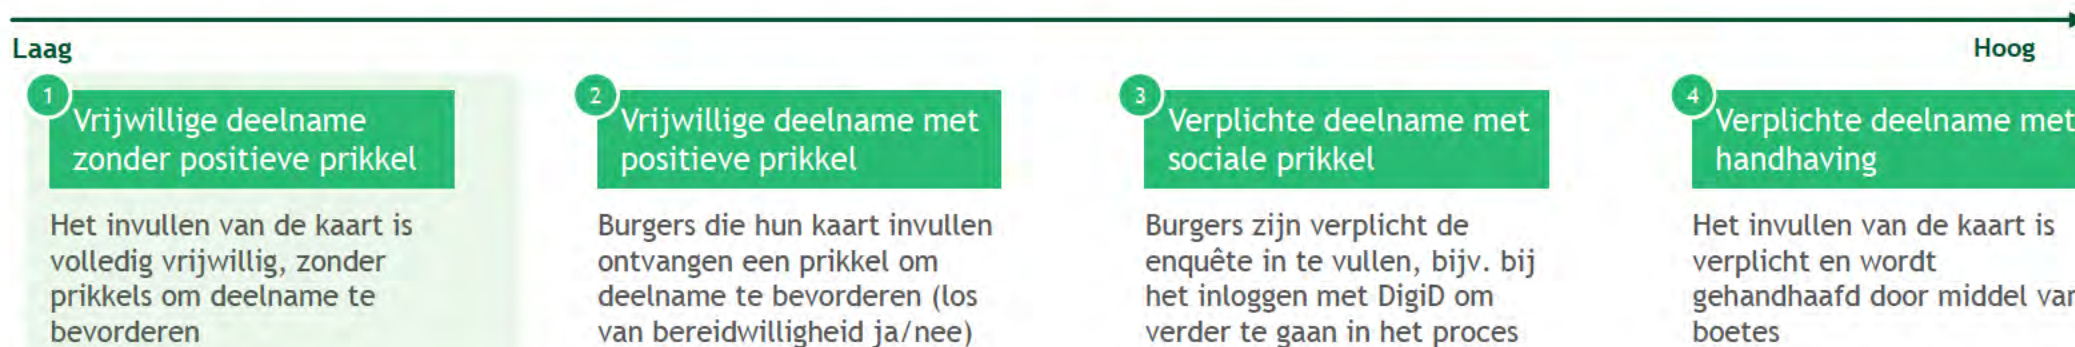 Laag
Hoog
1
Vrijwillige deelname
zonder positieve prikkel
Het invullen van de kaart is
volledig vrijwillig, zonder
prikkels om deelname te
bevorderen
2
Vrijwillige deelname met
positieve prikkel
Burgers die hun kaart invullen
ontvangen een prikkel om
deelname te bevorderen (los
van bereidwilligheid ja/nee)
3
Verplichte deelname met
sociale prikkel
Burgers zijn verplicht de
enquête in te vullen, bijv. bij
het inloggen met DigiD om
verder te gaan in het proces
4
Verplichte deelname met
handhaving
Het invullen van de kaart is
verplicht en wordt
gehandhaafd door middel van
boetes